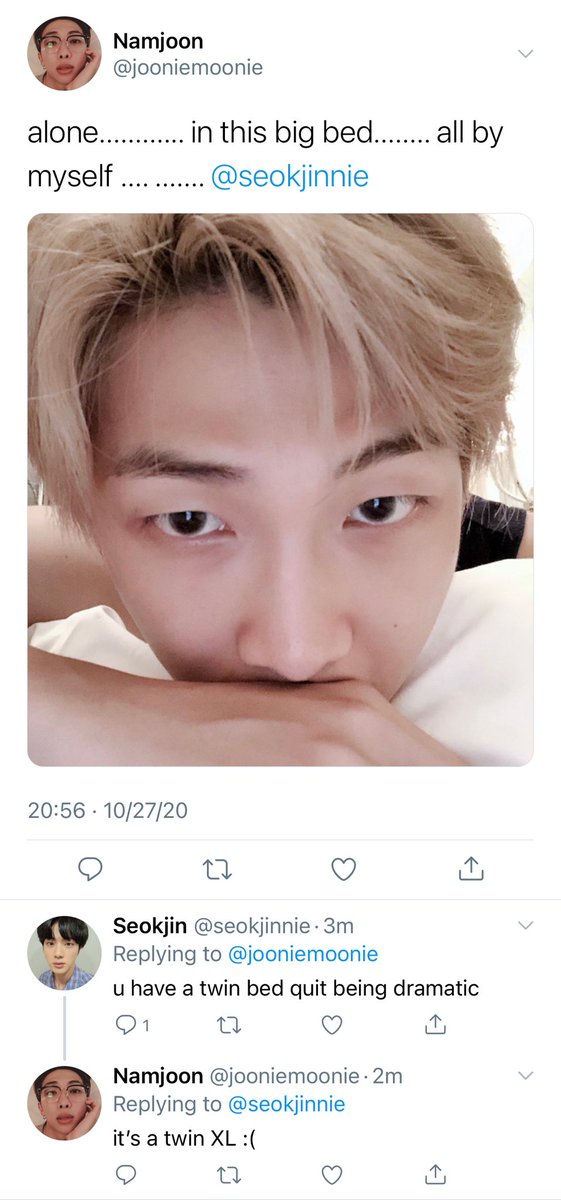 Namjoon
@jooniemoonie
alone............ in this big bed........ all by
myself .... ....... @seokjinnie
20:56 · 10/27/20
Seokjin @seokjinnie · 3m
Replying to @jooniemoonie
u have a twin bed quit being dramatic
1
Namjoon @jooniemoonie · 2m
Replying to @seokjinnie
it’s a twin XL :(